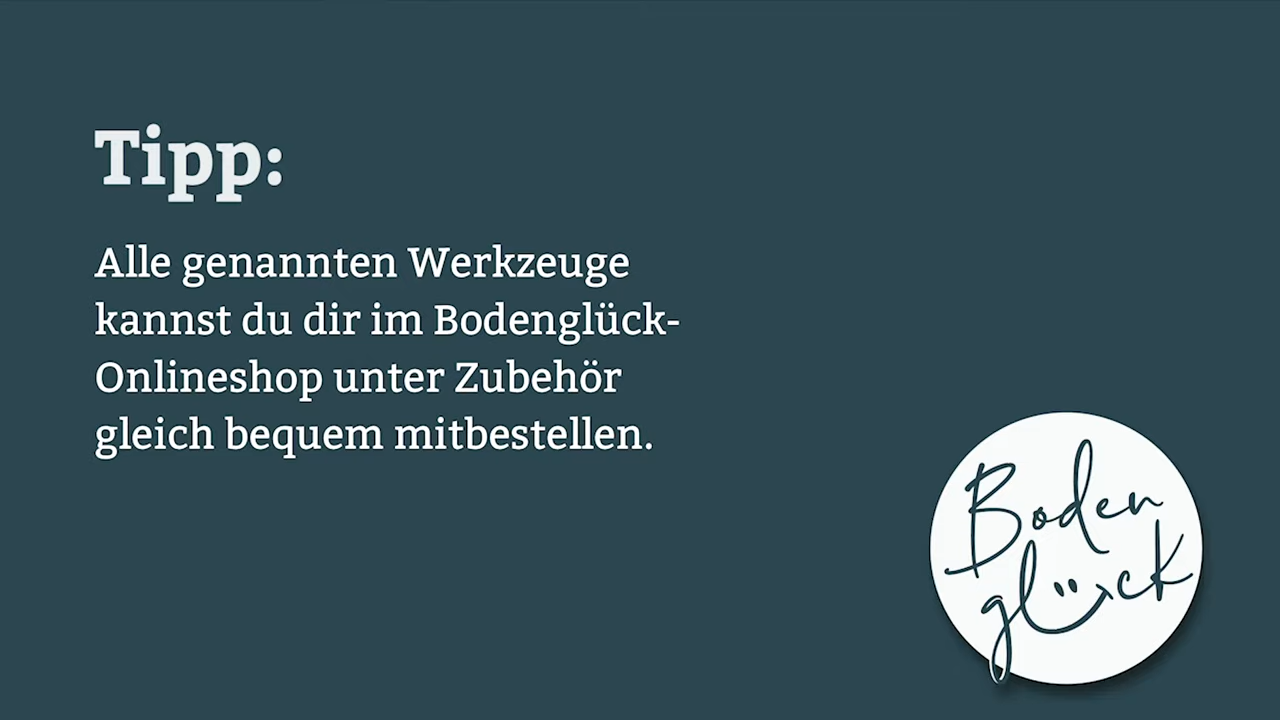 Tipp:
Alle genannten Werkzeuge
kannst du dir im Bodenglück-
Onlineshop unter Zubehör
gleich bequem mitbestellen.
Boden
glück